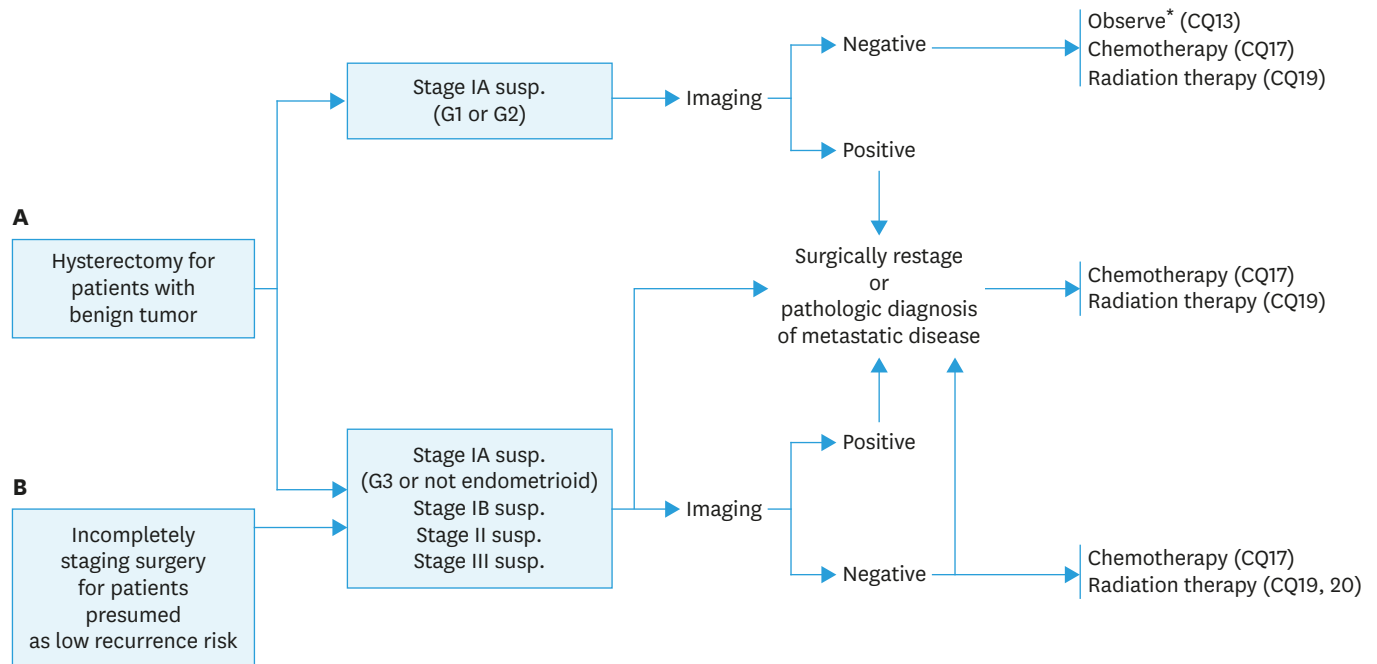 A
Hysterectomy for
patients with
benign tumor
B
Incompletely
staging surgery
for patients
presumed
as low recurrence risk
Stage IA susp.
(G1 or G2)
Imaging
Negative
Positive
Observe* (CQ13)
Chemotherapy (CQ17)
Radiation therapy (CQ19)
Surgically restage
or
pathologic diagnosis
of metastatic disease
Chemotherapy (CQ17)
Radiation therapy (CQ19)
Stage IA susp.
(G3 or not endometrioid)
Stage IB susp.
Stage II susp.
Stage III susp.
Imaging
Positive
Negative
Chemotherapy (CQ17)
Radiation therapy (CQ19, 20)